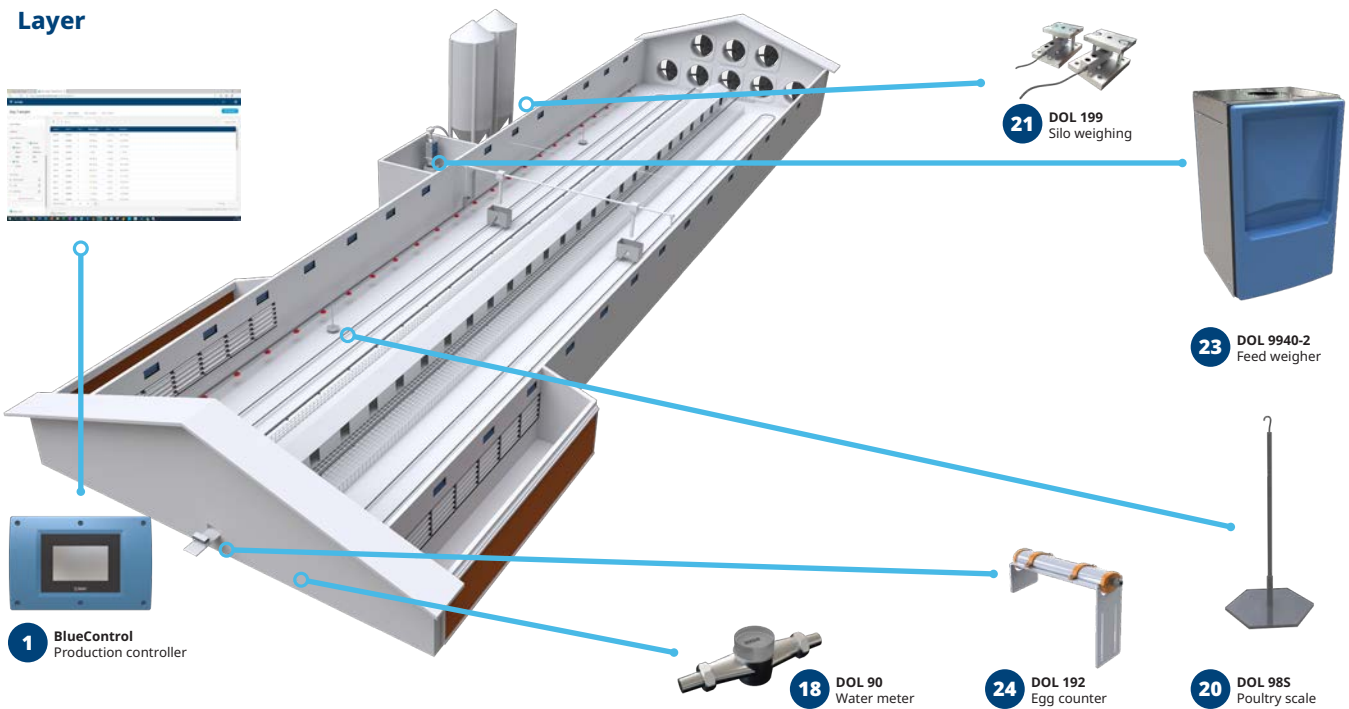 Layer
21
DOL 199
Silo weighing
23
DOL 9940-2
Feed weigher
1
BlueControl
Production controller
18
DOL 90
Water meter
24
DOL 192
Egg counter
20
DOL 98S
Poultry scale